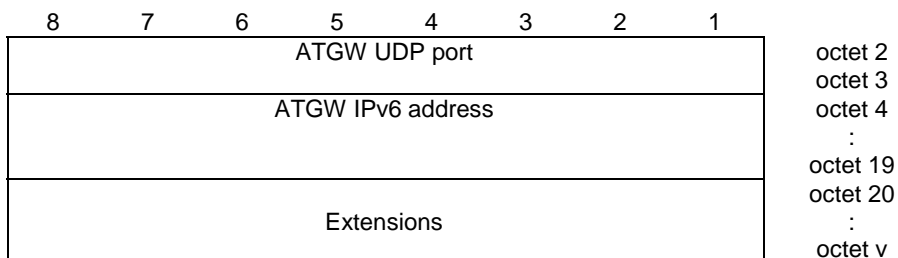 8 7 6 5 4 3 2 1
ATGW UDP port octet 2
octet 3
ATGW IPv6 address octet 4
:
octet 19
octet 20
Extensions :
octet v